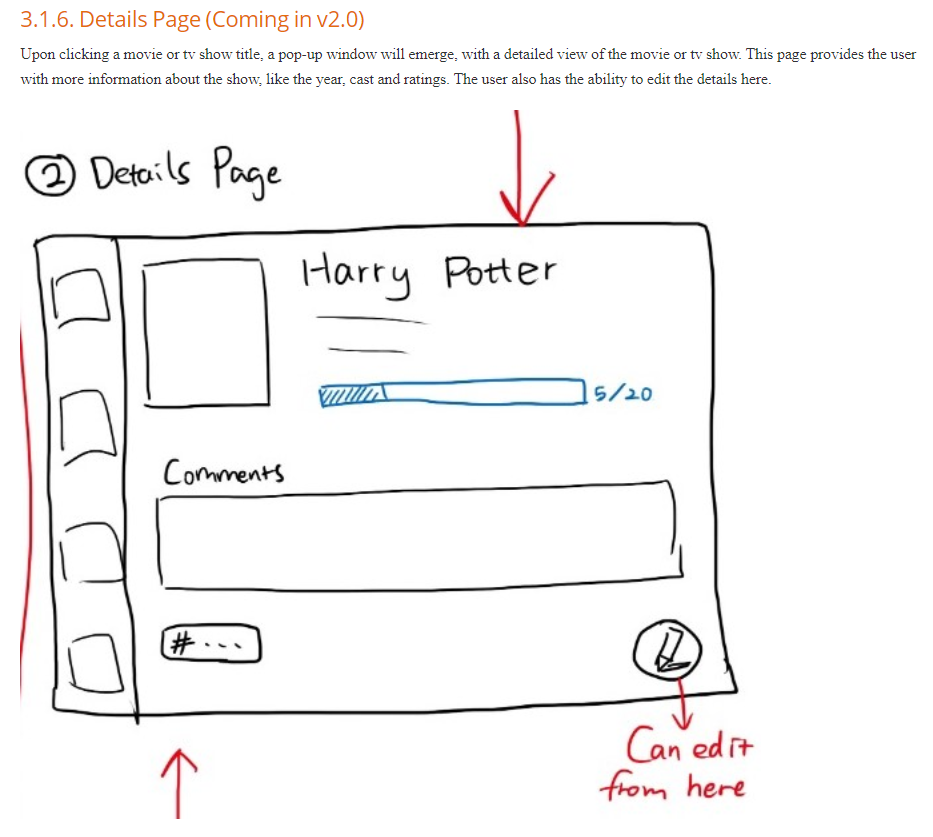 3.1.6. Details Page (Coming in v2.0)
Upon clicking a movie or tv show title, a pop-up window will emerge, with a detailed view of the movie or tv show. This page provides the user
with more information about the show, like the year, cast and ratings. The user also has the ability to edit the details here.
② Details Page
Harry Potter
5/20
Comments
#...
Can edit
from here